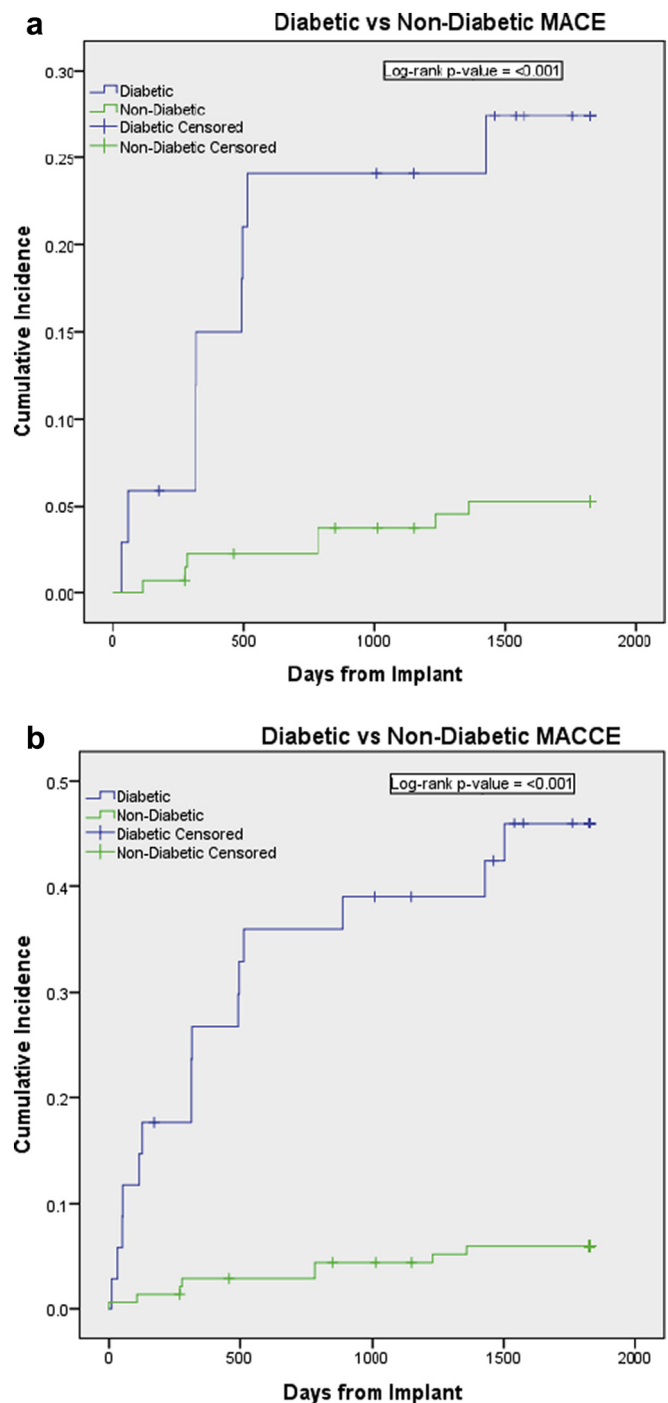 a
Diabetic vs Non-Diabetic MACE
Log-rank p-value = <0.001
Diabetic
Non-Diabetic
Diabetic Censored
Non-Diabetic Censored
0.30
0.25
0.20
0.15
0.10
0.05
0.00
Cumulative Incidence
0 500 1000 1500 2000
Days from Implant
b
Diabetic vs Non-Diabetic MACCE
Log-rank p-value = <0.001
Diabetic
Non-Diabetic
Diabetic Censored
Non-Diabetic Censored
0.5
0.4
0.3
0.2
0.1
0.0
Cumulative Incidence
0 500 1000 1500 2000
Days from Implant